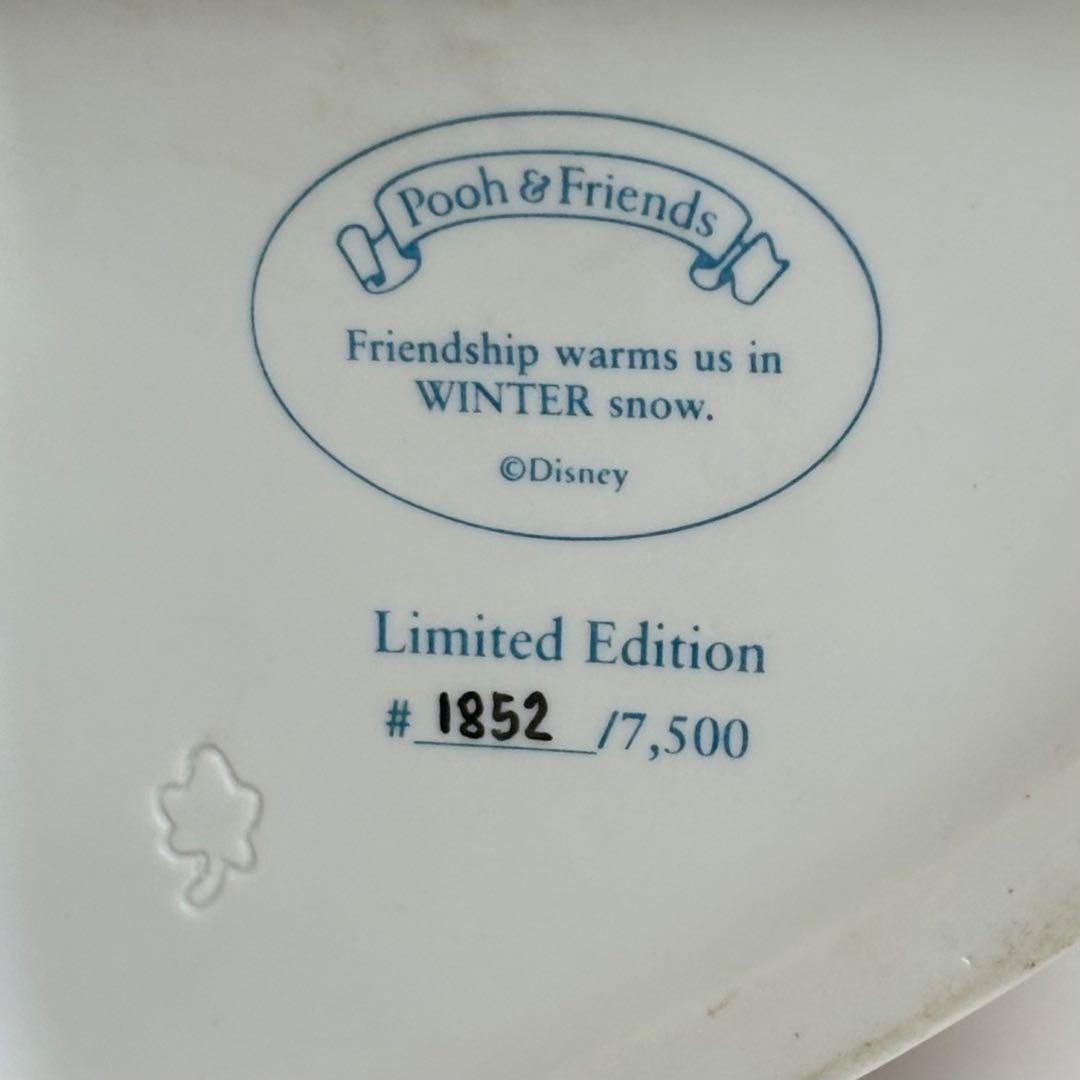 Pooh & Friends
Friendship warms us in
WINTER snow.
©Disney
Limited Edition
# 1852 /7,500